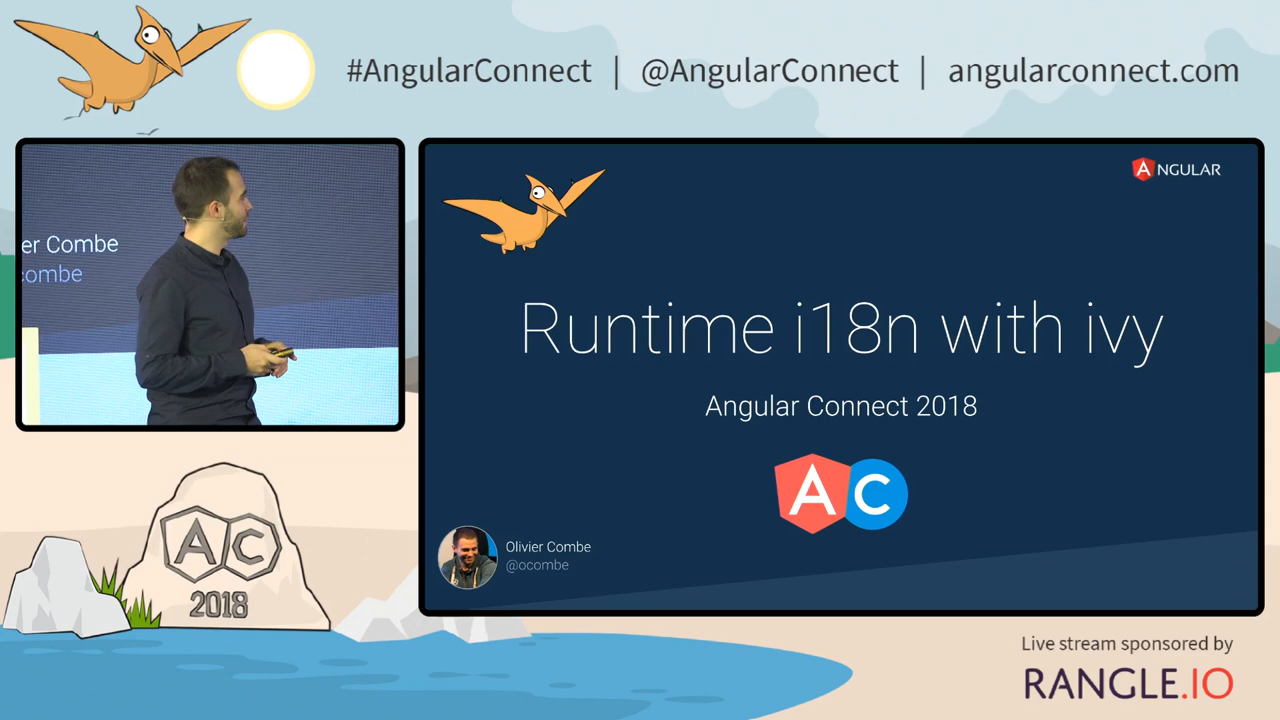 #AngularConnect | @AngularConnect | angularconnect.com
er Combe
combe
ANGULAR
Runtime i18n with ivy
Angular Connect 2018
AC
Olivier Combe
@ocombe
AC
2018
Live stream sponsored by
RANGLE.IO